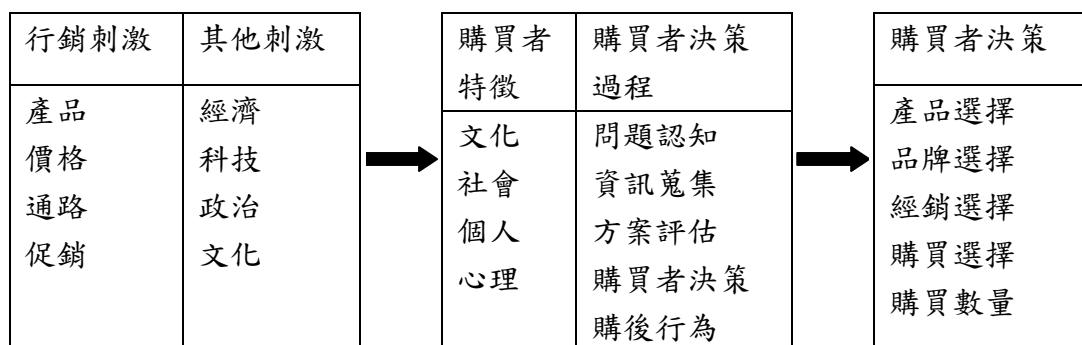 行銷刺激
其他刺激
產品
經濟
價格
科技
通路
政治
促銷
文化
購買者
特徵
購買者決策
過程
文化
問題認知
社會
資訊蒐集
個人
方案評估
心理
購買者決策
購後行為
購買者決策
產品選擇
品牌選擇
經銷選擇
購買選擇
購買數量